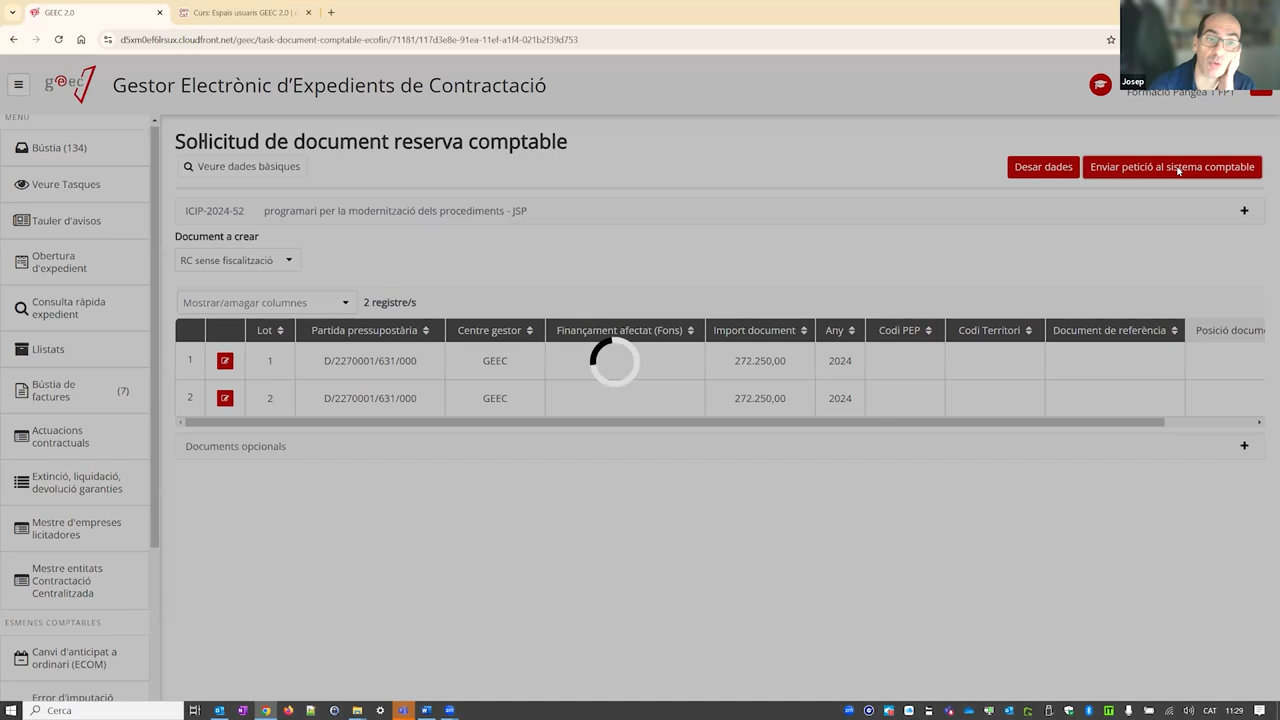 GEEC 2.0
Curs: Espais usuaris GEEC 2.0 | c
d5xm0ef6lrsux.cloudfront.net/geec/task-document-comptable-ecofin/71181/117d3e8e-91ea-11ef-a1f4-021b2f39d753
Josep
geec
Gestor Electrònic d'Expedients de Contractació
MENÚ
Bústia (134)
Veure Tasques
Tauler d'avisos
Obertura
d'expedient
Consulta ràpida
expedient
Llistats
Bústia de
factures
(7)
Actuacions
contractuals
Extinció, liquidació,
devolució garanties
Mestre d'empreses
licitadores
Mestre entitats
Contractació
Centralitzada
ESMENES COMPTABLES
Canvi d'anticipat a
ordinari (ECOM)
Error d'imputació
Sol·licitud de document reserva comptable
Veure dades bàsiques
Desar dades
Enviar petició al sistema comptable
ICIP-2024-52 programari per la modernització dels procediments - JSP
Document a crear
RC sense fiscalització
Mostrar/amagar columnes
2 registre/s
Lot Partida pressupostària Centre gestor Finançament afectat (Fons) Import document Any Codi PEP Codi Territori Document de referència Posició docum
1 1 D/2270001/631/000 GEEC 272.250,00 2024
2 2 D/2270001/631/000 GEEC 272.250,00 2024
Documents opcionals
Cerca
CAT
11:29